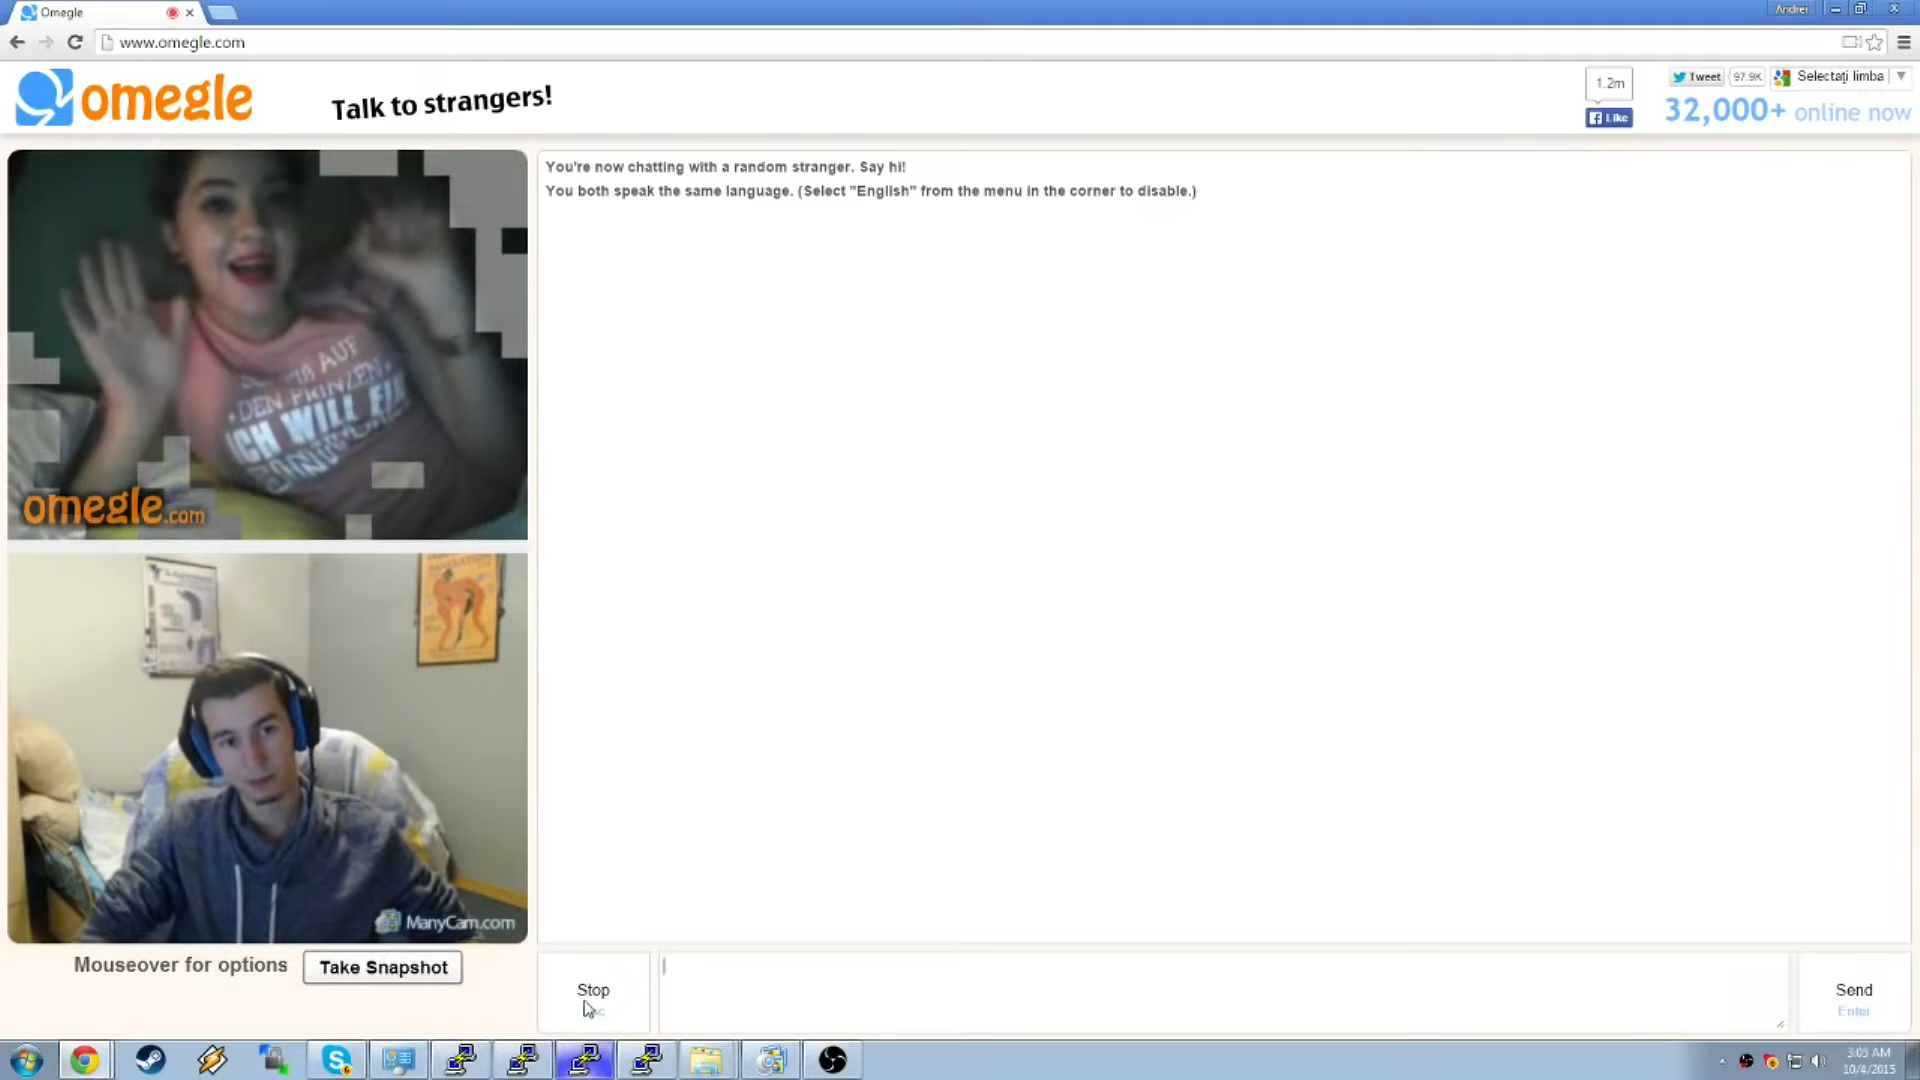 Omegle
Andrei
www.omegle.com
omegle
Talk to strangers!
1.2m
Like
Tweet
97.9K
Selectați limba
32,000+ online now
You're now chatting with a random stranger. Say hi!
You both speak the same language. (Select "English" from the menu in the corner to disable.)
AUF
DEN PRINZEN.
ICH WILL EIN
omegle.com
ManyCam.com
Mouseover for options
Take Snapshot
Stop
Send
Enter
3:05 AM
10/4/2015